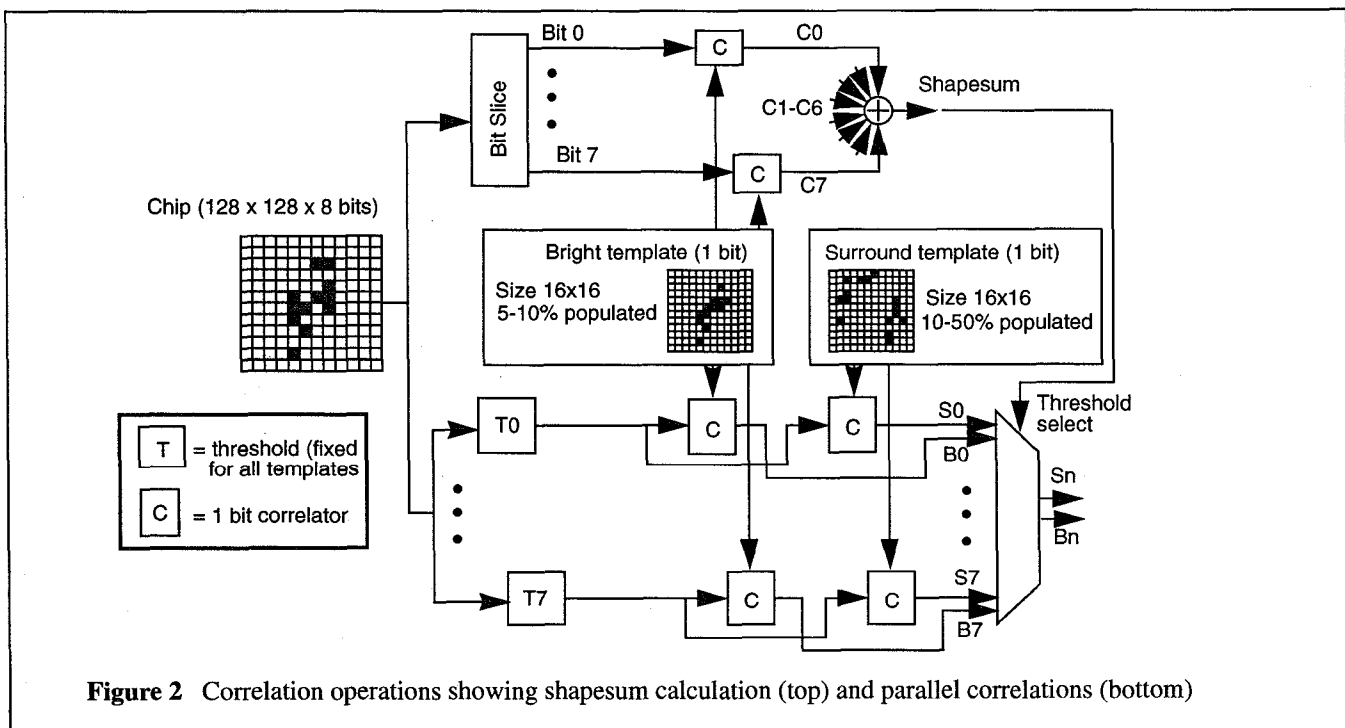 Bit 0
C
C0
Bit Slice
C1-C6
+
Shapesum
Bit 7
C
C7
Chip (128 x 128 x 8 bits)
Bright template (1 bit)
Size 16x16
5-10% populated
Surround template (1 bit)
Size 16x16
10-50% populated
T = threshold (fixed
for all templates
C = 1 bit correlator
T0
C
C
S0
B0
Threshold
select
Sn
Bn
T7
C
C
S7
B7
Figure 2 Correlation operations showing shapesum calculation (top) and parallel correlations (bottom)